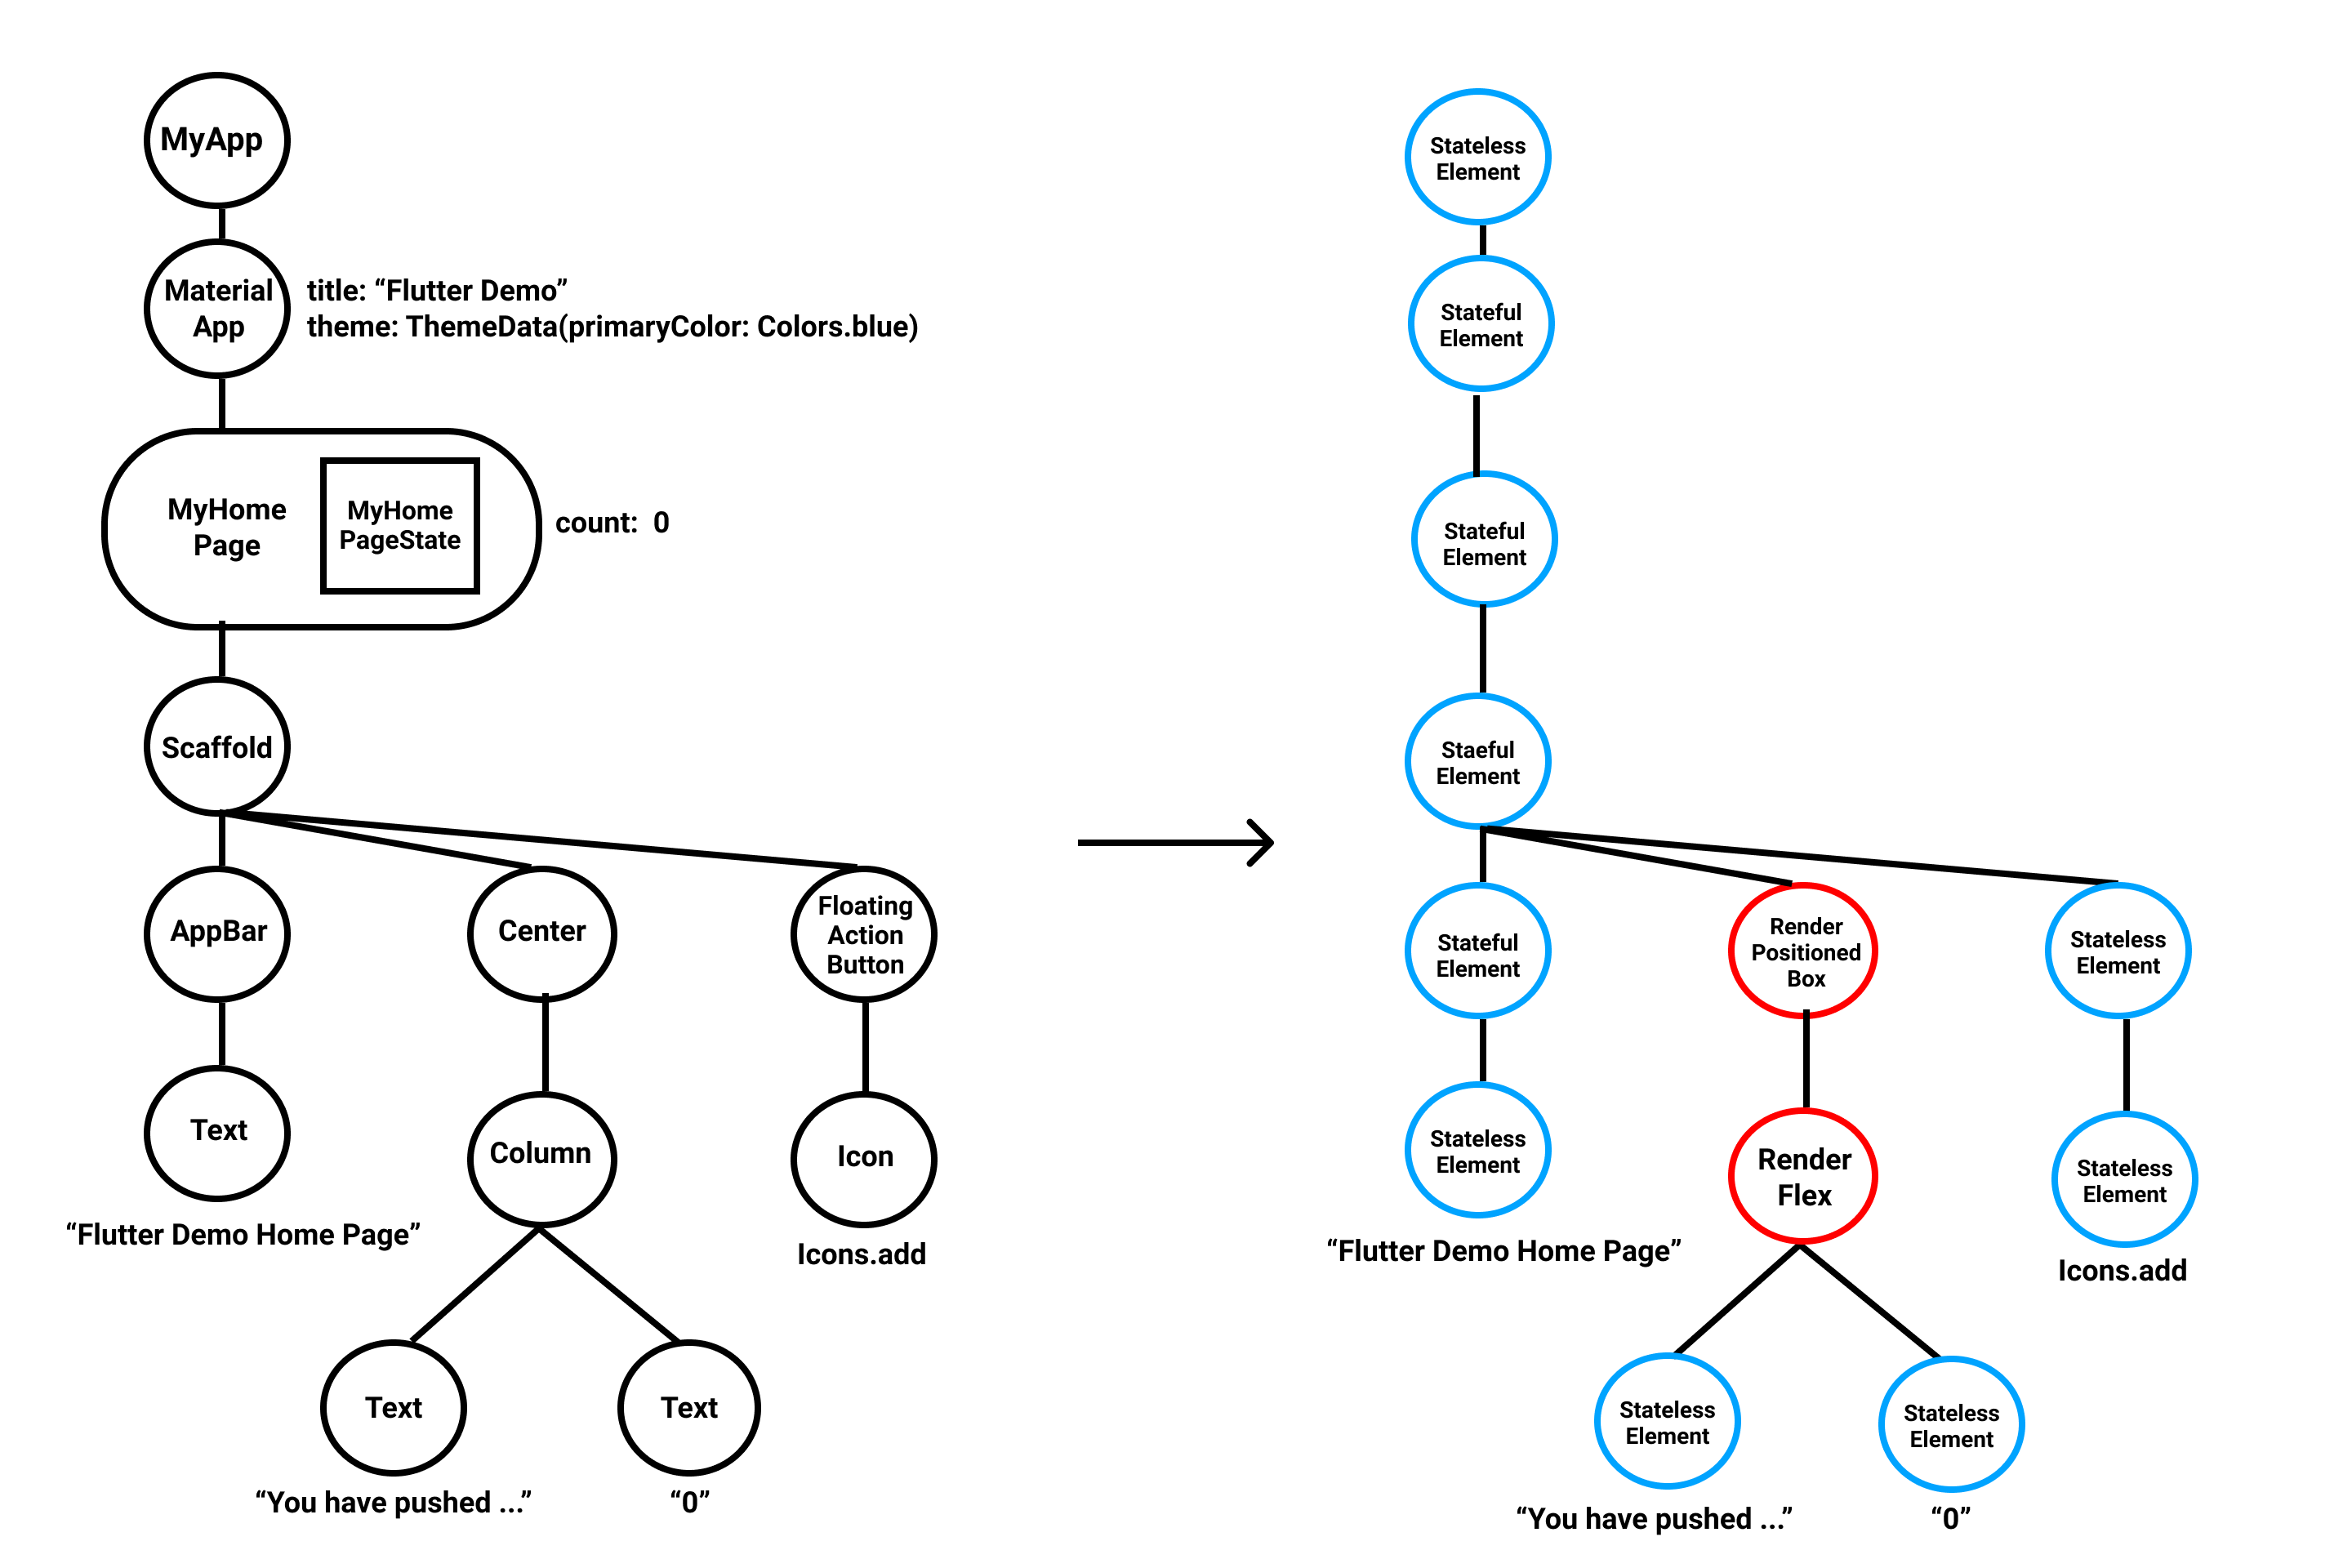 MyApp
Material
App
title: “Flutter Demo”
theme: ThemeData(primaryColor: Colors.blue)
MyHome
Page
MyHome
PageState
count:  0
Scaffold
AppBar
Center
Floating
Action
Button
Text
“Flutter Demo Home Page”
Column
Icon
Icons.add
Text
“You have pushed ...”
Text
“0”
Stateless
Element
Stateful
Element
Stateful
Element
Staeful
Element
Stateful
Element
Render
Positioned
Box
Stateless
Element
Stateless
Element
“Flutter Demo Home Page”
Render
Flex
Stateless
Element
Icons.add
Stateless
Element
“You have pushed ...”
Stateless
Element
“0”